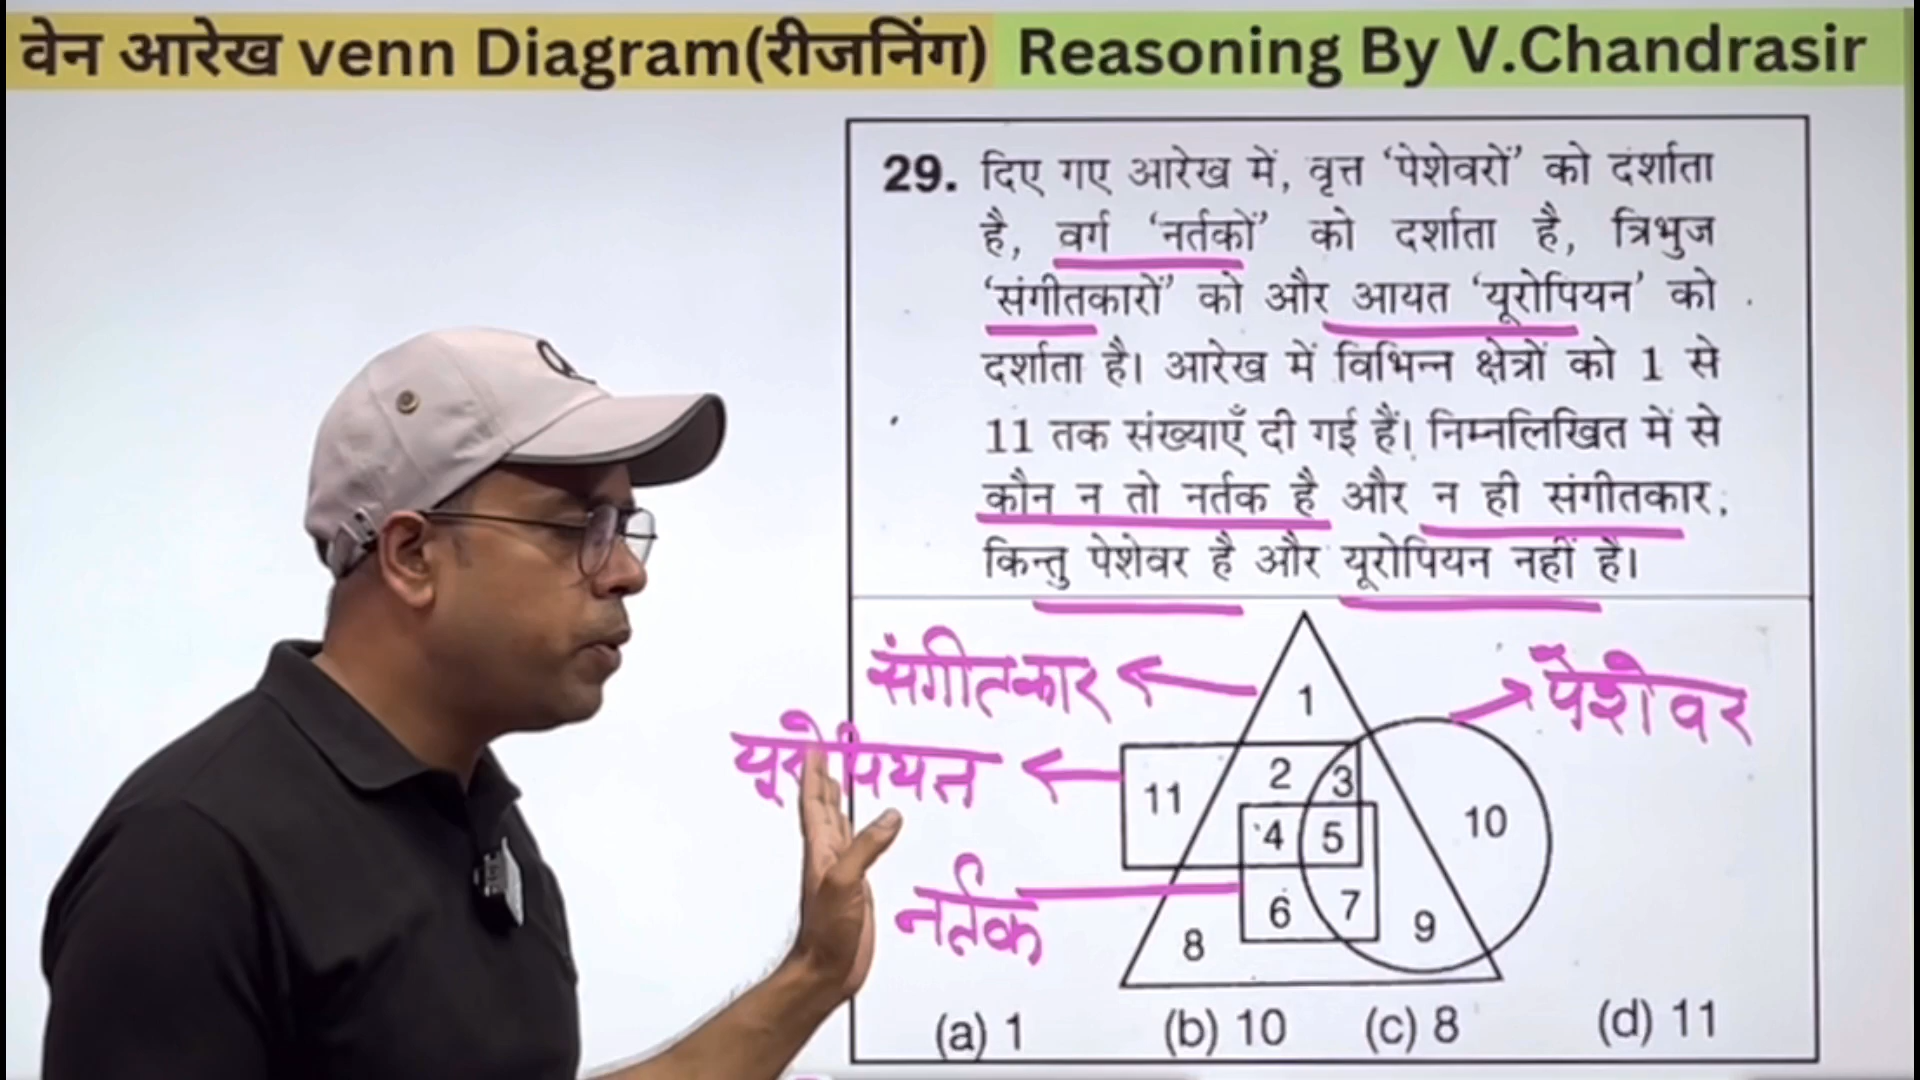 वेन आरेख venn Diagram(रीजनिंग) Reasoning By V.Chandrasir
29. दिए गए आरेख में, वृत्त ‘पेशेवरों’ को दर्शाता
है, वर्ग ‘नर्तकों’ को दर्शाता है, त्रिभुज
‘संगीतकारों’ को और आयत ‘यूरोपियन’ को
दर्शाता है। आरेख में विभिन्न क्षेत्रों को 1 से
11 तक संख्याएँ दी गई हैं। निम्नलिखित में से
कौन न तो नर्तक है और न ही संगीतकार,
किन्तु पेशेवर है और यूरोपियन नहीं है।
संगीतकार
1
पेशेवर
यूरोपियन
11 2 3 10
4 5
नर्तक
6 7 9
8
(a) 1 (b) 10 (c) 8 (d) 11